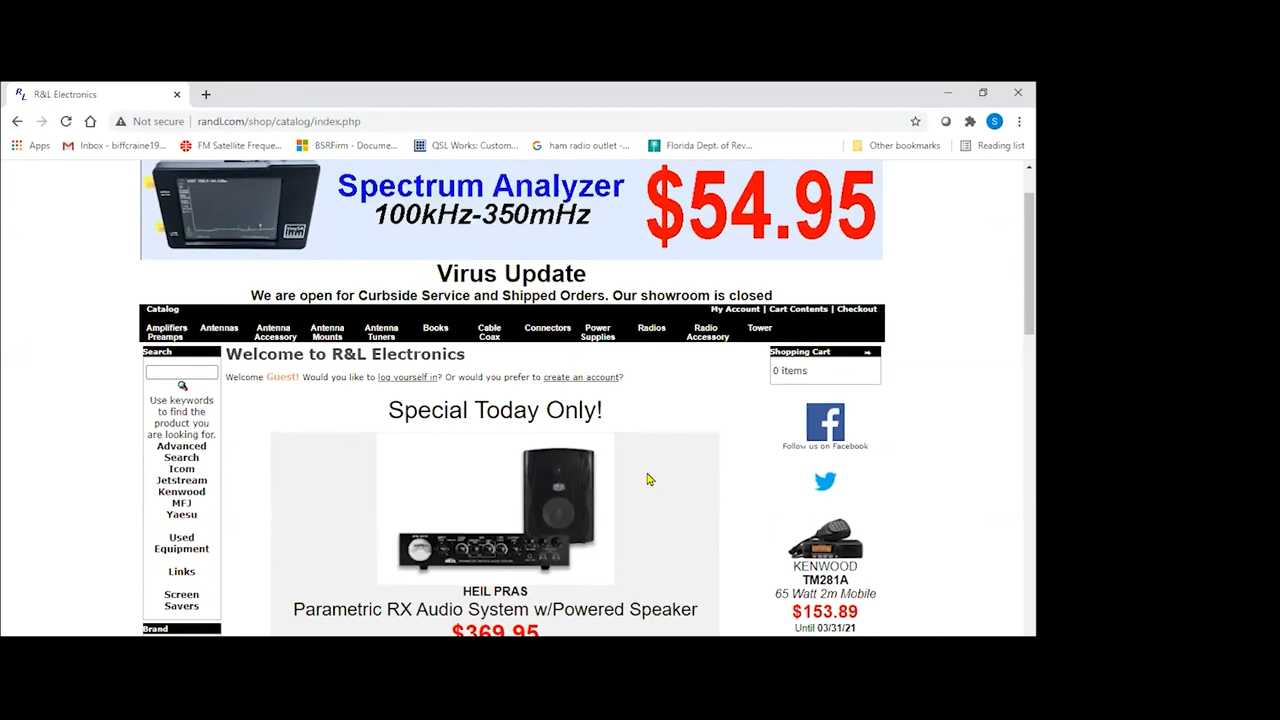 R&L Electronics
Not secure
randl.com/shop/catalog/index.php
S
Apps
Inbox - biffcraine19...
FM Satellite Freque...
BSRFirm - Docume...
QSL Works: Custom...
ham radio outlet -...
Florida Dept. of Rev...
Other bookmarks
Reading list
Spectrum Analyzer
100kHz-350mHz
$54.95
Virus Update
We are open for Curbside Service and Shipped Orders. Our showroom is closed
Catalog
My Account | Cart Contents | Checkout
Amplifiers Preamps
Antennas
Antenna Accessory
Antenna Mounts
Antenna Tuners
Books
Cable Coax
Connectors
Power Supplies
Radios
Radio Accessory
Tower
Search
Use keywords
to find the
product you
are looking for.
Advanced
Search
Icom
Jetstream
Kenwood
MFJ
Yaesu
Used
Equipment
Links
Screen
Savers
Brand
Welcome to R&L Electronics
Welcome Guest! Would you like to log yourself in? Or would you prefer to create an account?
Special Today Only!
HEIL PRAS
Parametric RX Audio System w/Powered Speaker
$369.95
Shopping Cart
0 items
Follow us on Facebook
KENWOOD
TM281A
65 Watt 2m Mobile
$153.89
Until 03/31/21